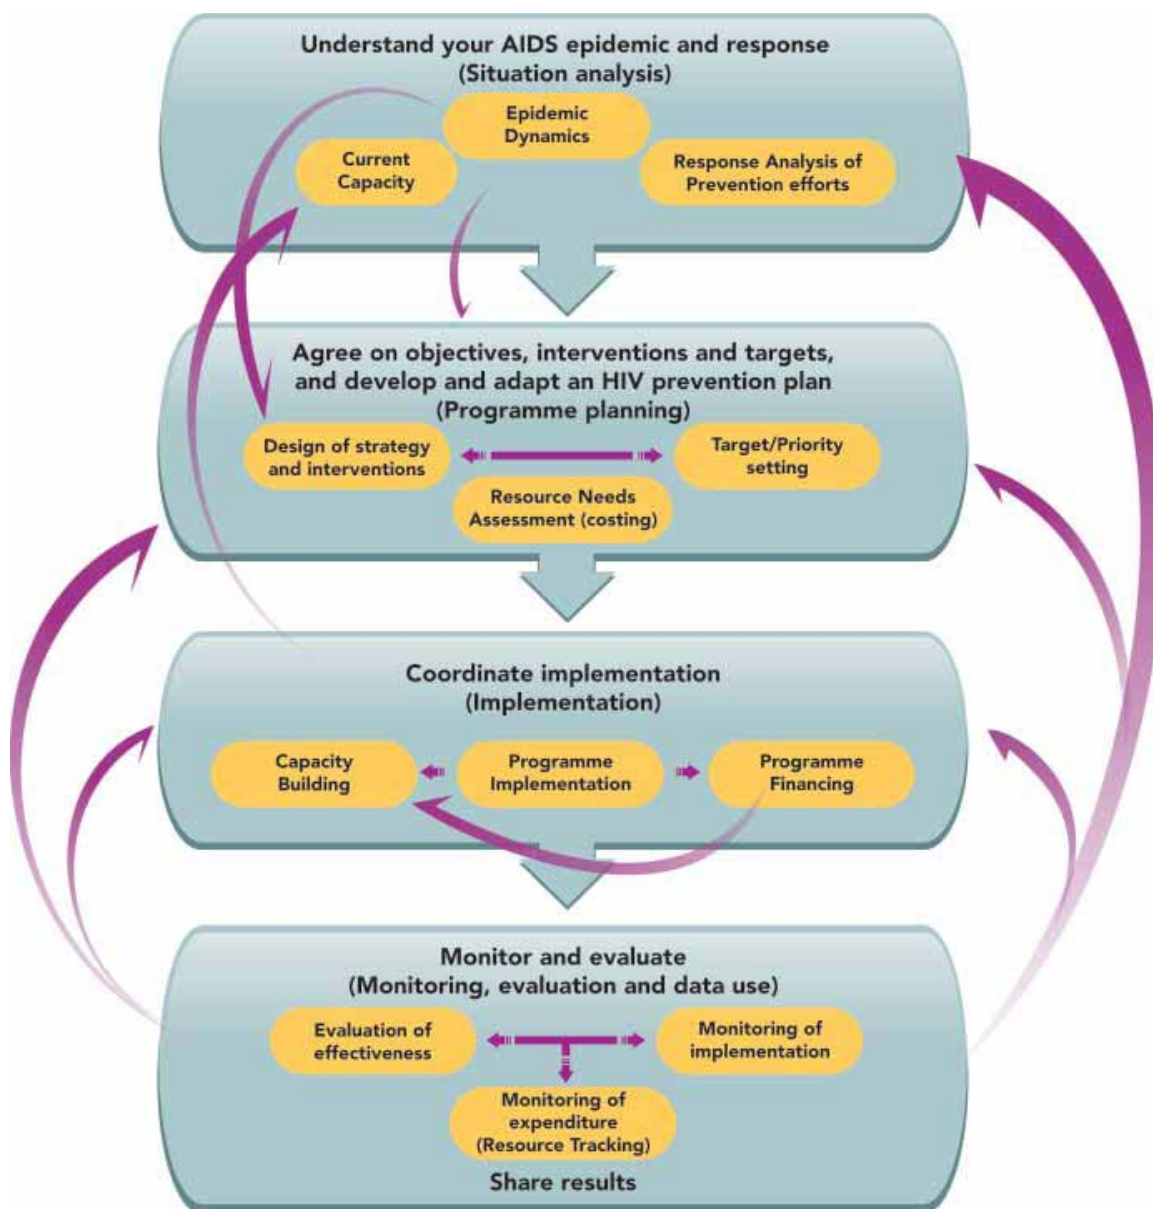 Understand your AIDS epidemic and response
(Situation analysis)
Epidemic
Dynamics
Current
Capacity
Response Analysis of
Prevention efforts
Agree on objectives, interventions and targets,
and develop and adapt an HIV prevention plan
(Programme planning)
Design of strategy
and interventions
Target/Priority
setting
Resource Needs
Assessment (costing)
Coordinate implementation
(Implementation)
Capacity
Building
Programme
Implementation
Programme
Financing
Monitor and evaluate
(Monitoring, evaluation and data use)
Evaluation of
effectiveness
Monitoring of
implementation
Monitoring of
expenditure
(Resource Tracking)
Share results